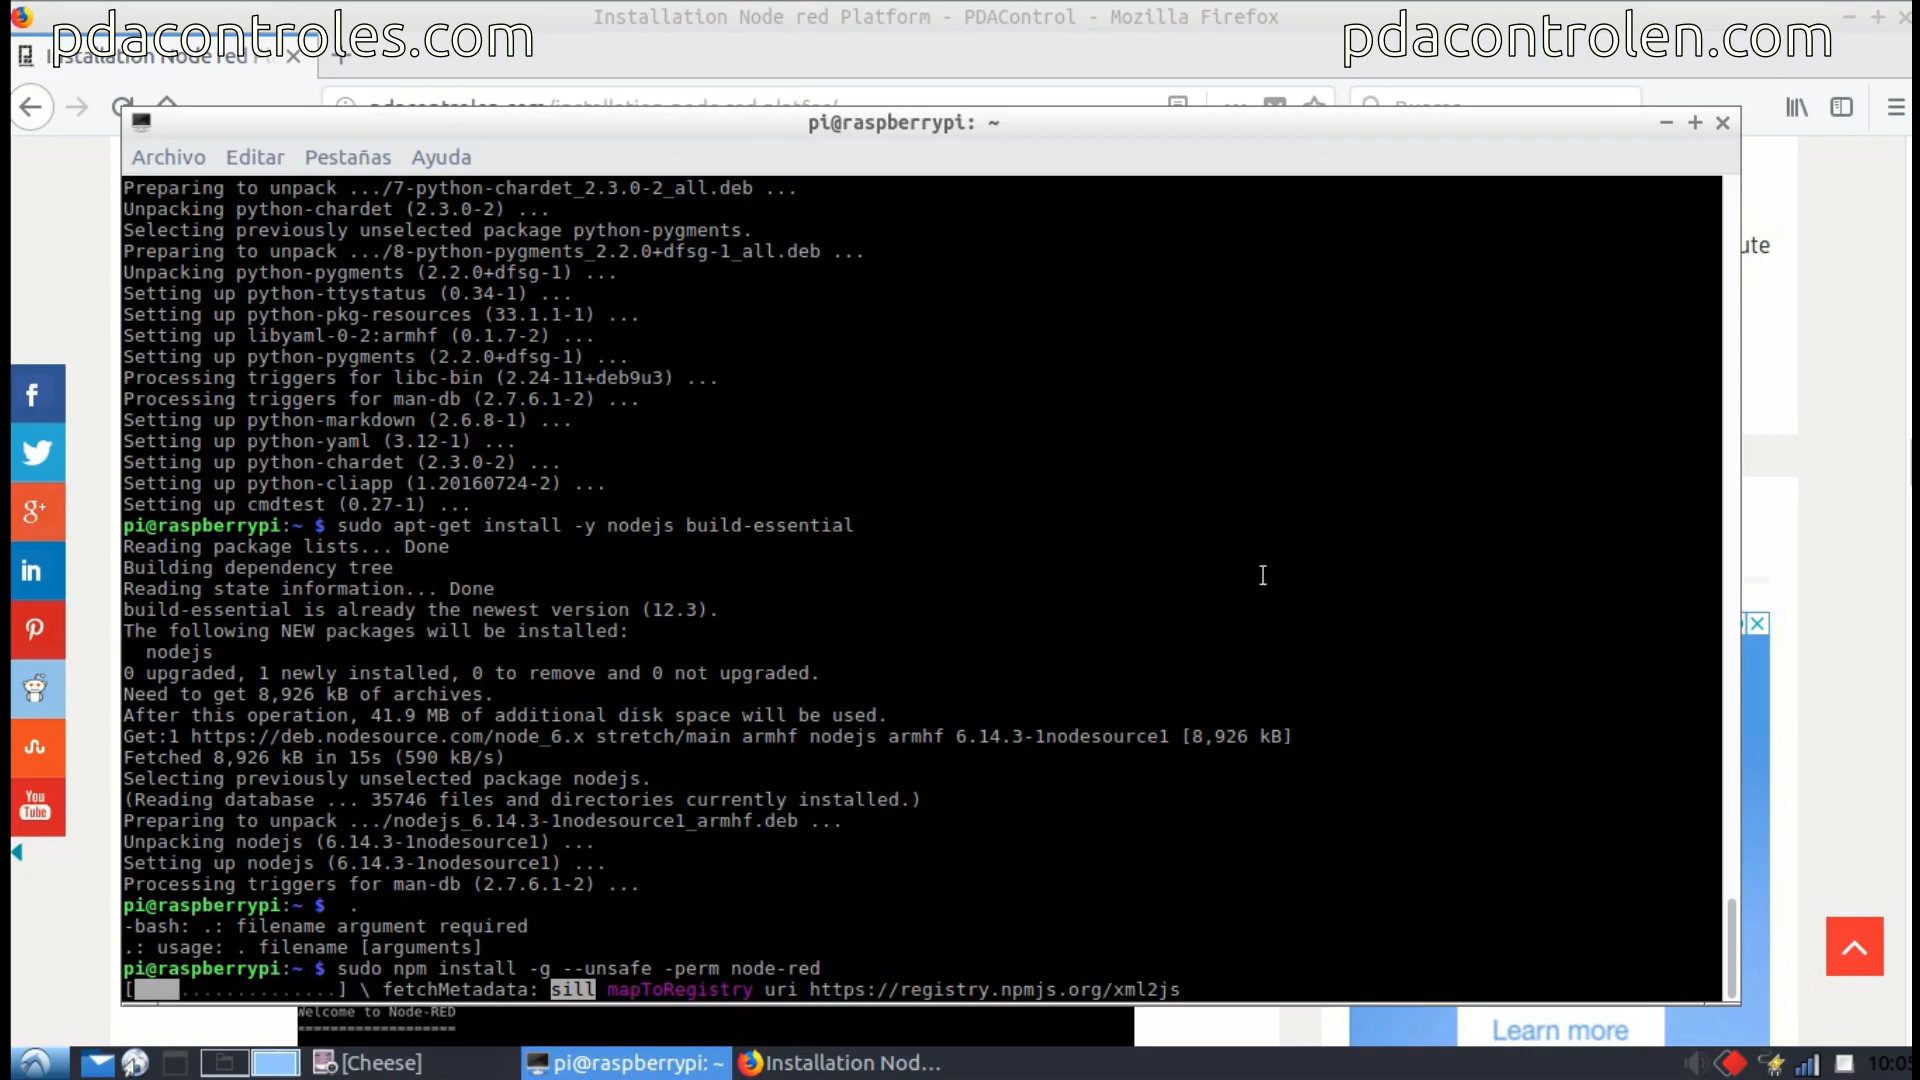 Installation Node red Platform - PDAControl - Mozilla Firefox
pdacontroles.com
pdacontrolen.com
pi@raspberrypi: ~
Archivo Editar Pestañas Ayuda
Preparing to unpack .../7-python-chardet_2.3.0-2_all.deb ...
Unpacking python-chardet (2.3.0-2) ...
Selecting previously unselected package python-pygments.
Preparing to unpack .../8-python-pygments_2.2.0+dfsg-1_all.deb ...
Unpacking python-pygments (2.2.0+dfsg-1) ...
Setting up python-ttystatus (0.34-1) ...
Setting up python-pkg-resources (33.1.1-1) ...
Setting up libyaml-0-2:armhf (0.1.7-2) ...
Setting up python-pygments (2.2.0+dfsg-1) ...
Processing triggers for libc-bin (2.24-11+deb9u3) ...
Processing triggers for man-db (2.7.6.1-2) ...
Setting up python-markdown (2.6.8-1) ...
Setting up python-yaml (3.12-1) ...
Setting up python-chardet (2.3.0-2) ...
Setting up python-cliapp (1.20160724-2) ...
Setting up cmdtest (0.27-1) ...
pi@raspberrypi:~ $ sudo apt-get install -y nodejs build-essential
Reading package lists... Done
Building dependency tree
Reading state information... Done
build-essential is already the newest version (12.3).
The following NEW packages will be installed:
nodejs
0 upgraded, 1 newly installed, 0 to remove and 0 not upgraded.
Need to get 8,926 kB of archives.
After this operation, 41.9 MB of additional disk space will be used.
Get:1 https://deb.nodesource.com/node_6.x stretch/main armhf nodejs armhf 6.14.3-1nodesource1 [8,926 kB]
Fetched 8,926 kB in 15s (590 kB/s)
Selecting previously unselected package nodejs.
(Reading database ... 35746 files and directories currently installed.)
Preparing to unpack .../nodejs_6.14.3-1nodesource1_armhf.deb ...
Unpacking nodejs (6.14.3-1nodesource1) ...
Setting up nodejs (6.14.3-1nodesource1) ...
Processing triggers for man-db (2.7.6.1-2) ...
pi@raspberrypi:~ $  .
-bash: .: filename argument required
.: usage: . filename [arguments]
pi@raspberrypi:~ $ sudo npm install -g --unsafe -perm node-red
[    ..............] \ fetchMetadata: sill mapToRegistry uri https://registry.npmjs.org/xml2js
Welcome to Node-RED
===================
ute
f
g+
in
You
Tube
Learn more
[Cheese]
pi@raspberrypi: ~
Installation Nod...